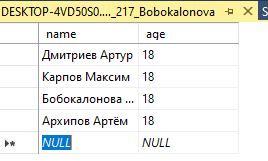 DESKTOP-4VD50S0...._217_Bobokalonova
name age
Дмитриев Артур 18
Карпов Максим 18
Бобокалонова ... 18
Архипов Артём 18
NULL NULL